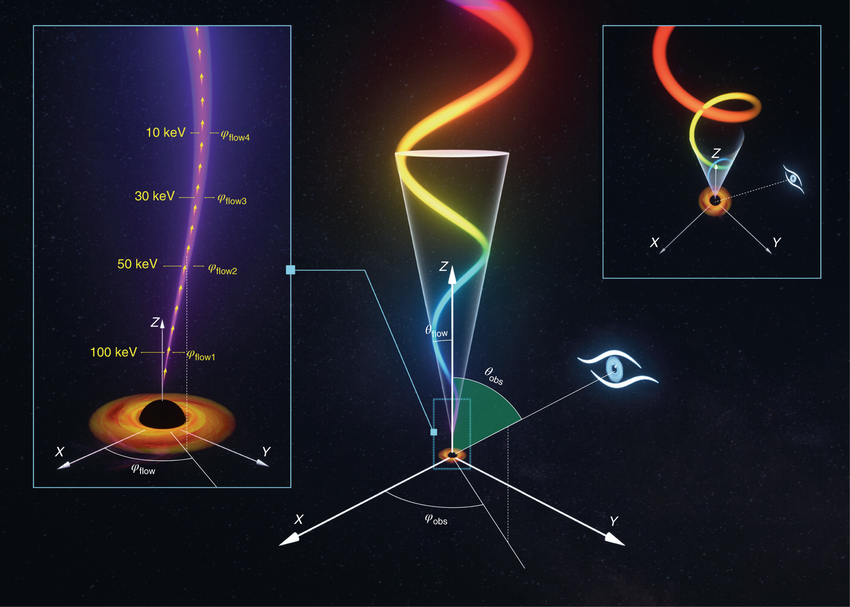 10 keV
φflow4
30 keV
φflow3
50 keV
φflow2
Z
100 keV
φflow1
X
Y
φflow
Z
θflow
θobs
X
Y
φobs
Z
X
Y